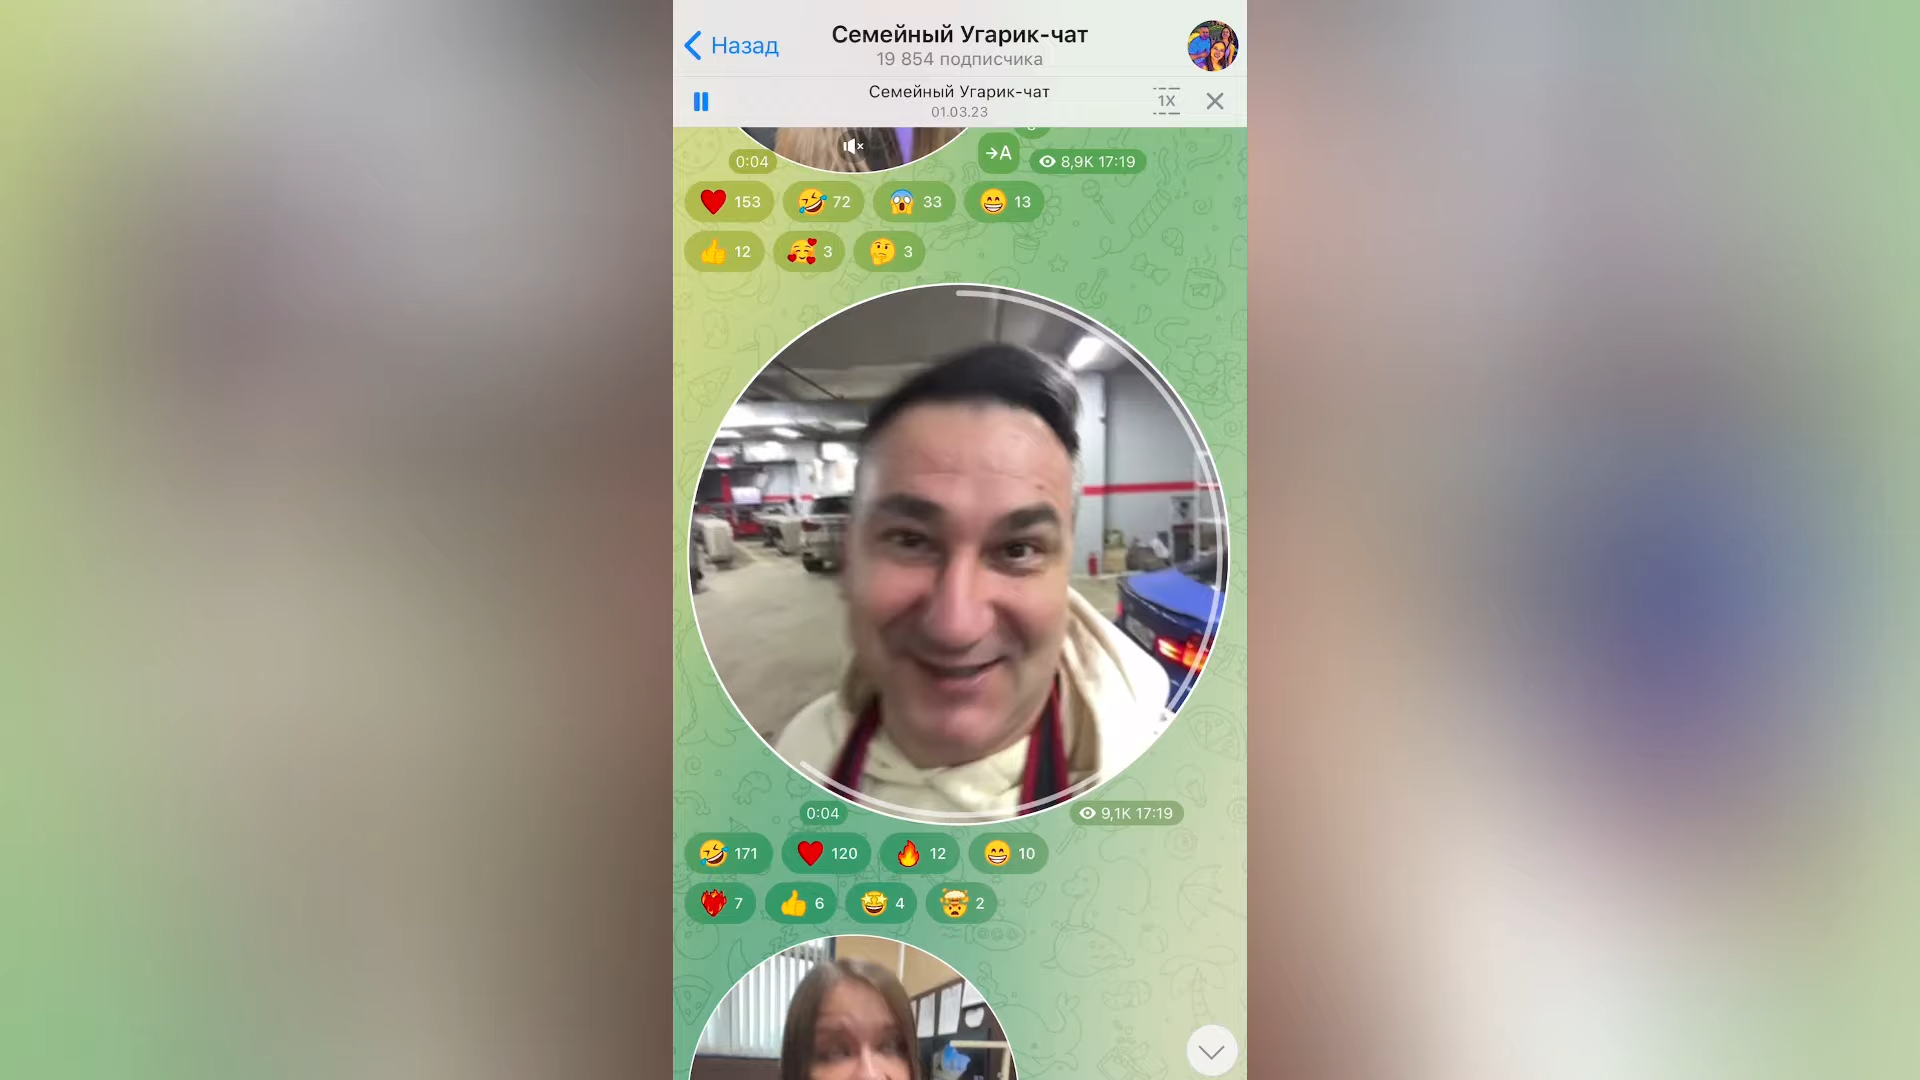 Назад
Семейный Угарик-чат
19 854 подписчика
Семейный Угарик-чат
01.03.23
1X
0:04
→A
8,9K 17:19
153
72
33
13
12
3
3
0:04
9,1K 17:19
171
120
12
10
7
6
4
2